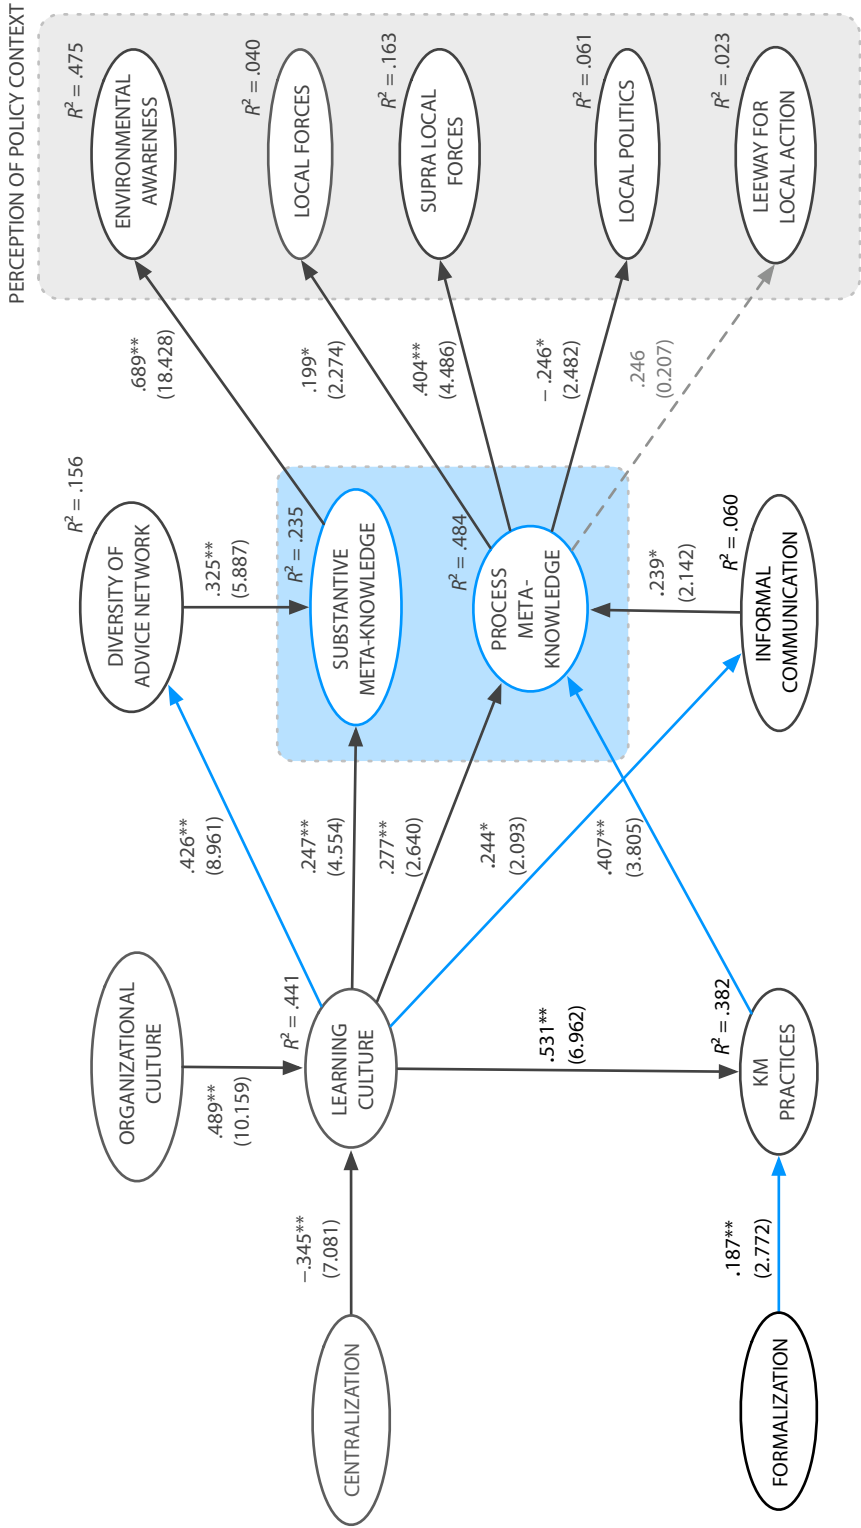 PERCEPTION OF POLICY CONTEXT
R² = .475
ENVIRONMENTAL
AWARENESS
R² = .040
LOCAL FORCES
R² = .163
SUPRA LOCAL
FORCES
R² = .061
LOCAL POLITICS
R² = .023
LEEWAY FOR
LOCAL ACTION
.689**
(18.428)
.199*
(2.274)
.404**
(4.486)
– .246*
(2.482)
.246
(0.207)
R² = .156
DIVERSITY OF
ADVICE NETWORK
.325**
(5.887)
R² = .235
SUBSTANTIVE
META-KNOWLEDGE
R² = .484
PROCESS
META-
KNOWLEDGE
.239*
(2.142)
R² = .060
INFORMAL
COMMUNICATION
.426**
(8.961)
.247**
(4.554)
.277**
(2.640)
.244*
(2.093)
.407**
(3.805)
ORGANIZATIONAL
CULTURE
.489**
(10.159)
R² = .441
LEARNING
CULTURE
.531**
(6.962)
R² = .382
KM
PRACTICES
–.345**
(7.081)
.187**
(2.772)
CENTRALIZATION
FORMALIZATION